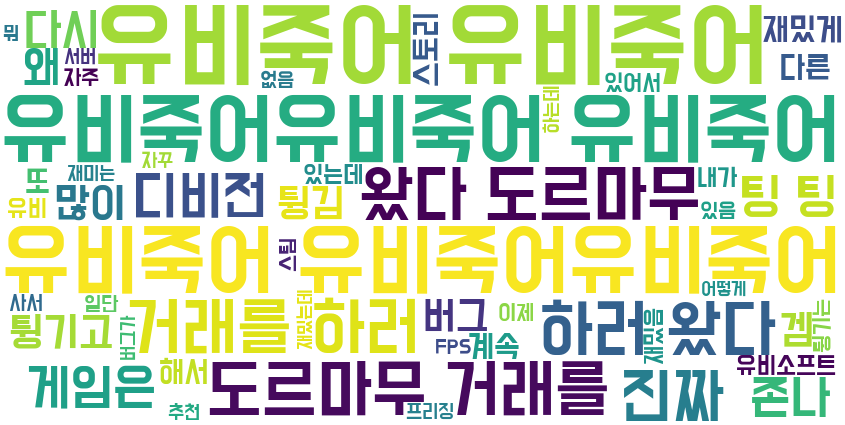 뭔 다시 유비죽어 스토리 유비죽어 재밌게
왜 서버 자주 없음 있어서 다른
유비죽어유비죽어 하는데 유비죽어
자꾸
또 재미는 많이 디비전 튕김 있는데 왔다 도르마무 내가 팅 팅
유비 있음
유비죽어 스팀 유비죽어유비죽어
사서 일단 어떻게
튕기고 버그가 거래를 재밌는데 하러 버그 이제 하러 재밌음 왔다 겜 튕기는
FPS 계속
유비소프트
게임은 해서 도르마무 거래를 진짜 존나
추천 프리징